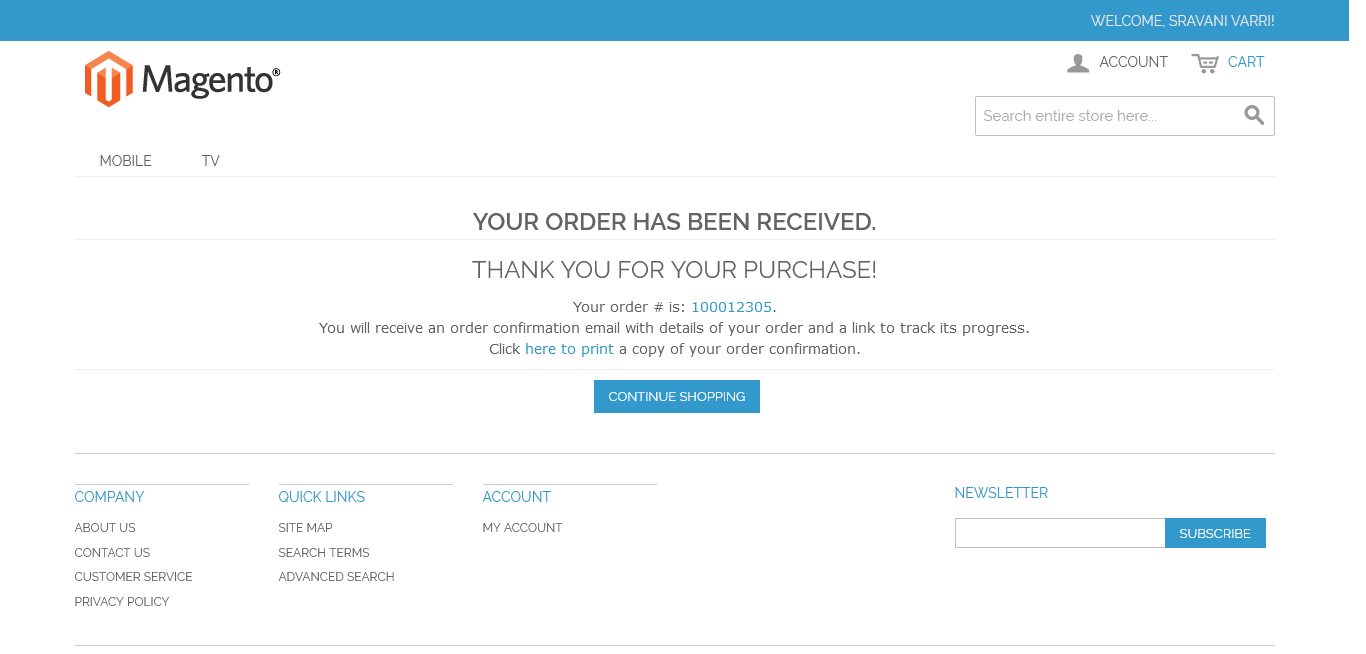 WELCOME, SRAVANI VARRI!
Magento®
ACCOUNT CART
Search entire store here...
MOBILE TV
YOUR ORDER HAS BEEN RECEIVED.
THANK YOU FOR YOUR PURCHASE!
Your order # is: 100012305.
You will receive an order confirmation email with details of your order and a link to track its progress.
Click here to print a copy of your order confirmation.
CONTINUE SHOPPING
COMPANY
ABOUT US
CONTACT US
CUSTOMER SERVICE
PRIVACY POLICY
QUICK LINKS
SITE MAP
SEARCH TERMS
ADVANCED SEARCH
ACCOUNT
MY ACCOUNT
NEWSLETTER
SUBSCRIBE